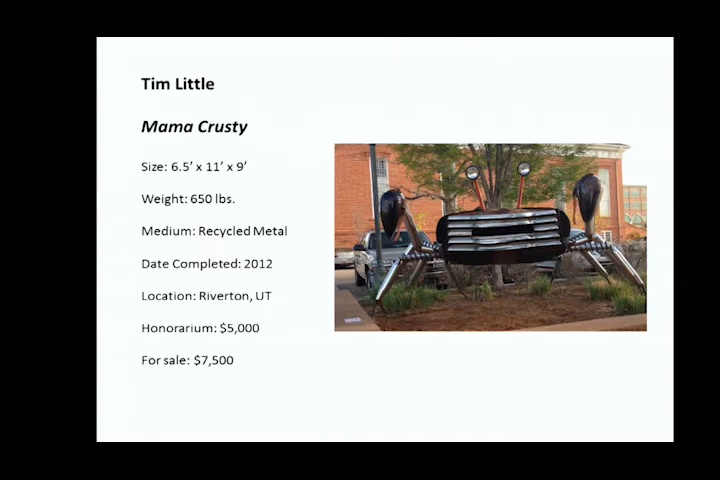 Tim Little
Mama Crusty
Size: 6.5' x 11' x 9'
Weight: 650 lbs.
Medium: Recycled Metal
Date Completed: 2012
Location: Riverton, UT
Honorarium: $5,000
For sale: $7,500